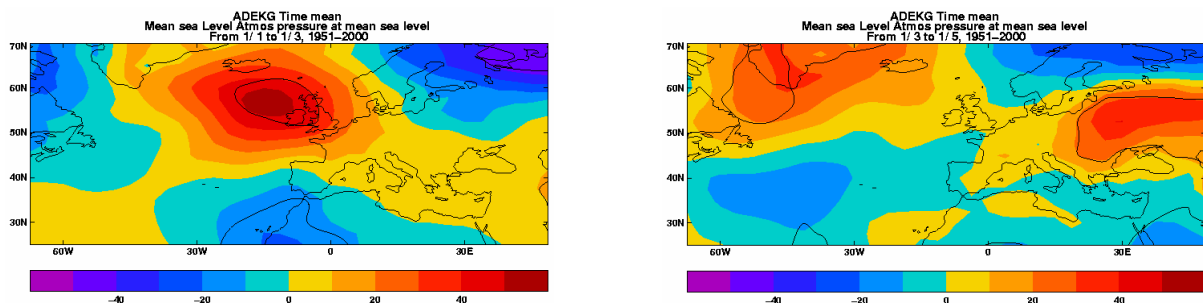 ADEKG Time mean
Mean sea Level Atmos pressure at mean sea level
From 1/ 1 to 1/ 3, 1951-2000
70N
60N
50N
40N
30N
60W
30W
0
30E
-40
-20
0
20
40
ADEKG Time mean
Mean sea Level Atmos pressure at mean sea level
From 1/ 3 to 1/ 5, 1951-2000
70N
60N
50N
40N
30N
60W
30W
0
30E
-40
-20
0
20
40